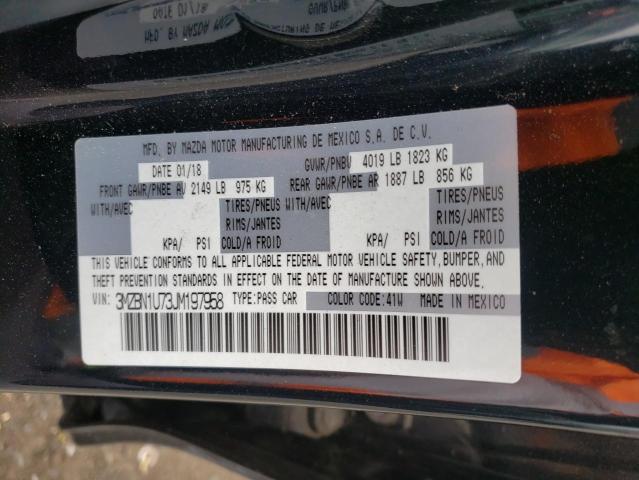 MFD. BY MAZDA MOTOR MANUFACTURING DE MEXICO S.A. DE C.V.
DATE 01/18 GVWR/PNBV 4019 LB 1823 KG
FRONT GAWR/PNBE AV 2149 LB 975 KG REAR GAWR/PNBE AR 1887 LB 856 KG
WITH/AVEC TIRES/PNEUS WITH/AVEC TIRES/PNEUS
RIMS/JANTES RIMS/JANTES
KPA/ PSI COLD/A FROID KPA/ PSI COLD/A FROID
THIS VEHICLE CONFORMS TO ALL APPLICABLE FEDERAL MOTOR VEHICLE SAFETY, BUMPER, AND
THEFT PREVENTION STANDARDS IN EFFECT ON THE DATE OF MANUFACTURE SHOWN ABOVE.
VIN: 3MZBN1U73JM197958 TYPE: PASS CAR COLOR CODE: 41W MADE IN MEXICO